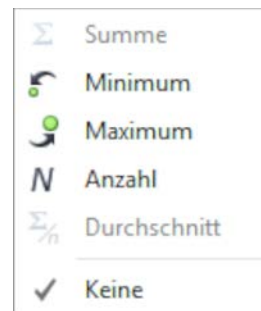 Σ Summe
Minimum
Maximum
N Anzahl
Σ/n Durchschnitt
Keine